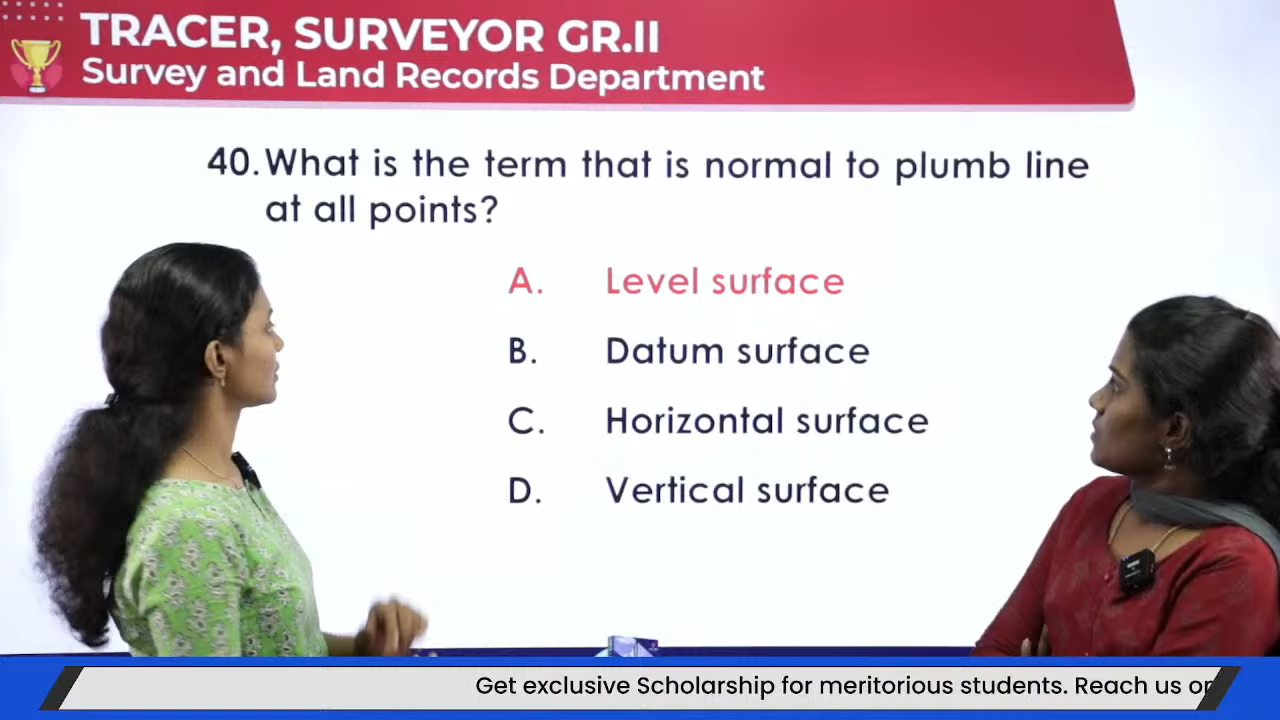 TRACER, SURVEYOR GR.II
Survey and Land Records Department
40. What is the term that is normal to plumb line
at all points?
A. Level surface
B. Datum surface
C. Horizontal surface
D. Vertical surface
Get exclusive Scholarship for meritorious students. Reach us